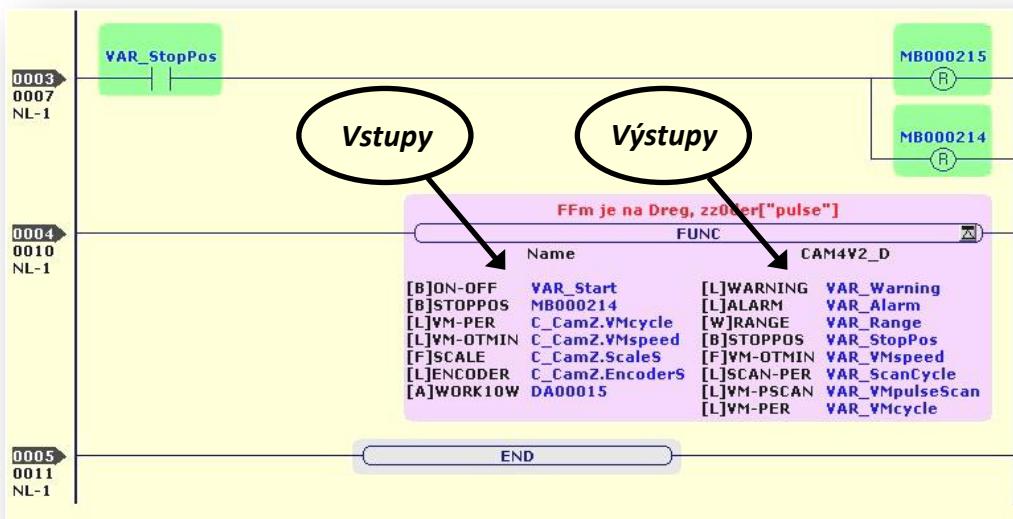 VAR_StopPos MB000215
0003 R
0007
NL-1
MB000214
R
Vstupy Výstupy
FFm je na Dreg, zz0der["pulse"]
0004 FUNC
0010 Name CAM4V2_D
NL-1
[B]ON-OFF VAR_Start [L]WARNING VAR_Warning
[B]STOPPOS MB000214 [L]ALARM VAR_Alarm
[L]VM-PER C_CamZ.VMcycle [W]RANGE VAR_Range
[L]VM-OTMIN C_CamZ.VMspeed [B]STOPPOS VAR_StopPos
[F]SCALE C_CamZ.ScaleS [F]VM-OTMIN VAR_VMspeed
[L]ENCODER C_CamZ.EncoderS [L]SCAN-PER VAR_ScanCycle
[A]WORK10W DA00015 [L]VM-PSCAN VAR_VMpulseScan
[L]VM-PER VAR_VMcycle
0005 END
0011
NL-1